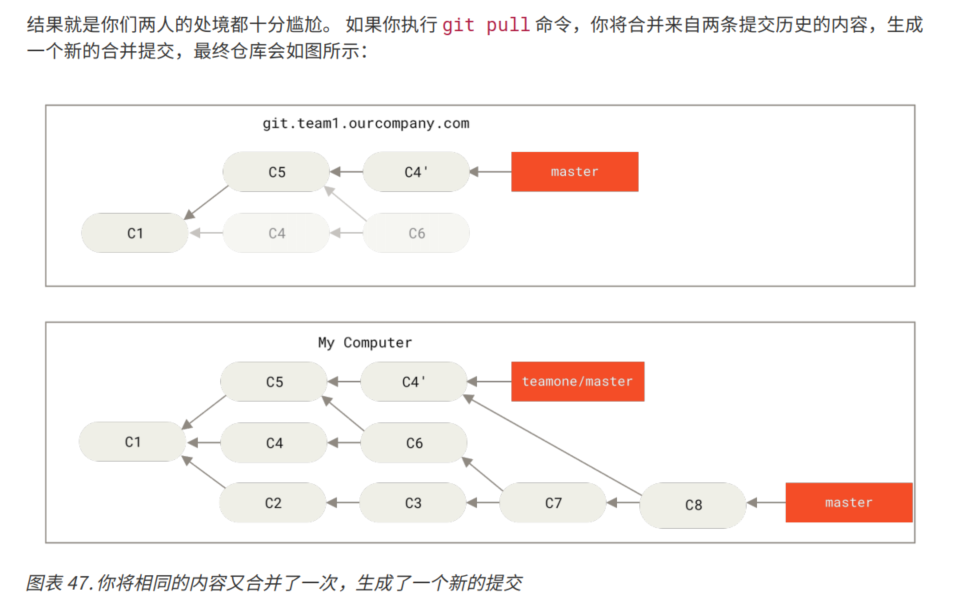 结果就是你们两人的处境都十分尴尬。 如果你执行 git pull 命令，你将合并来自两条提交历史的内容，生成
一个新的合并提交，最终仓库会如图所示：
git.team1.ourcompany.com
C5 C4' master
C1 C4 C6
My Computer
C5 C4' teamone/master
C1 C4 C6
C2 C3 C7 C8 master
图表 47. 你将相同的内容又合并了一次，生成了一个新的提交